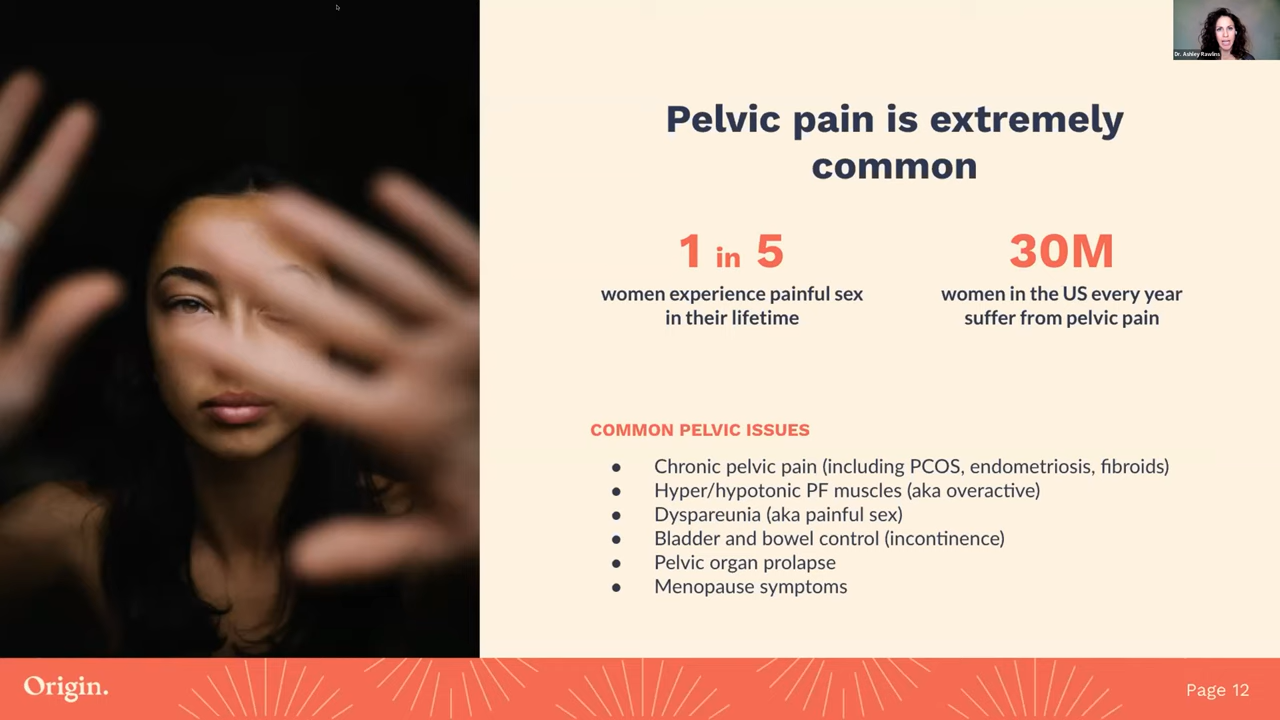 Dr. Ashley Rawlins
Pelvic pain is extremely
common
1 in 5
women experience painful sex
in their lifetime
30M
women in the US every year
suffer from pelvic pain
COMMON PELVIC ISSUES
● Chronic pelvic pain (including PCOS, endometriosis, fibroids)
● Hyper/hypotonic PF muscles (aka overactive)
● Dyspareunia (aka painful sex)
● Bladder and bowel control (incontinence)
● Pelvic organ prolapse
● Menopause symptoms
Origin.
Page 12